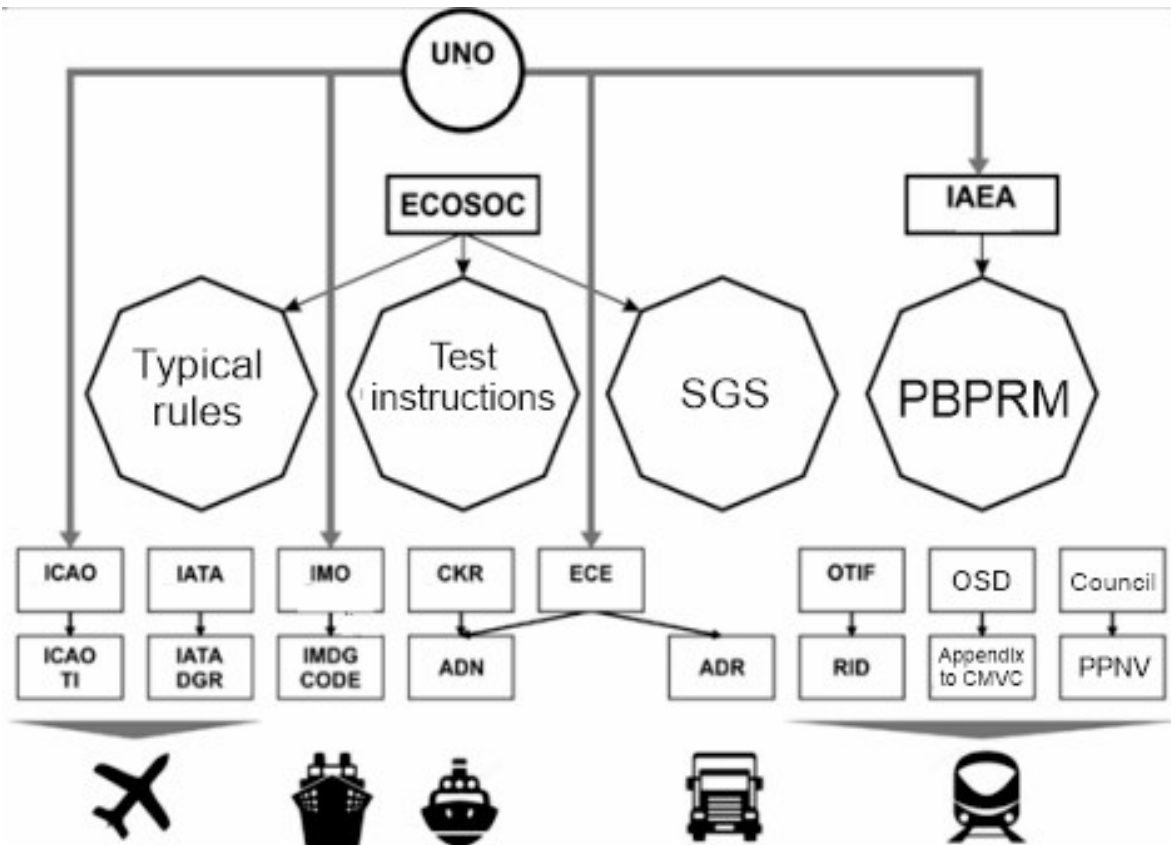 UNO
ECOSOC
IAEA
Typical
rules
Test
instructions
SGS
PBPRM
ICAO
IATA
IMO
CKR
ECE
OTIF
OSD
Council
ICAO
TI
IATA
DGR
IMDG
CODE
ADN
ADR
RID
Appendix
to CMVC
PPNV